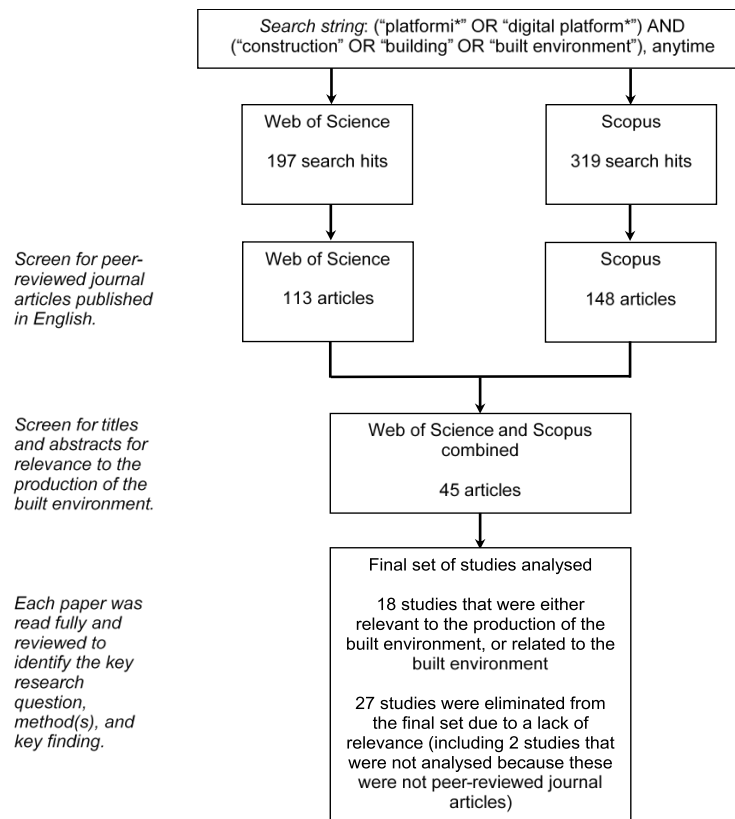 Search string: (“platformi*” OR “digital platform*”) AND
(“construction” OR “building” OR “built environment”), anytime
Web of Science
197 search hits
Scopus
319 search hits
Screen for peer-
reviewed journal
articles published
in English.
Web of Science
113 articles
Scopus
148 articles
Screen for titles
and abstracts for
relevance to the
production of the
built environment.
Web of Science and Scopus
combined
45 articles
Each paper was
read fully and
reviewed to
identify the key
research
question,
method(s), and
key finding.
Final set of studies analysed
18 studies that were either
relevant to the production of the
built environment, or related to the
built environment
27 studies were eliminated from
the final set due to a lack of
relevance (including 2 studies that
were not analysed because these
were not peer-reviewed journal
articles)